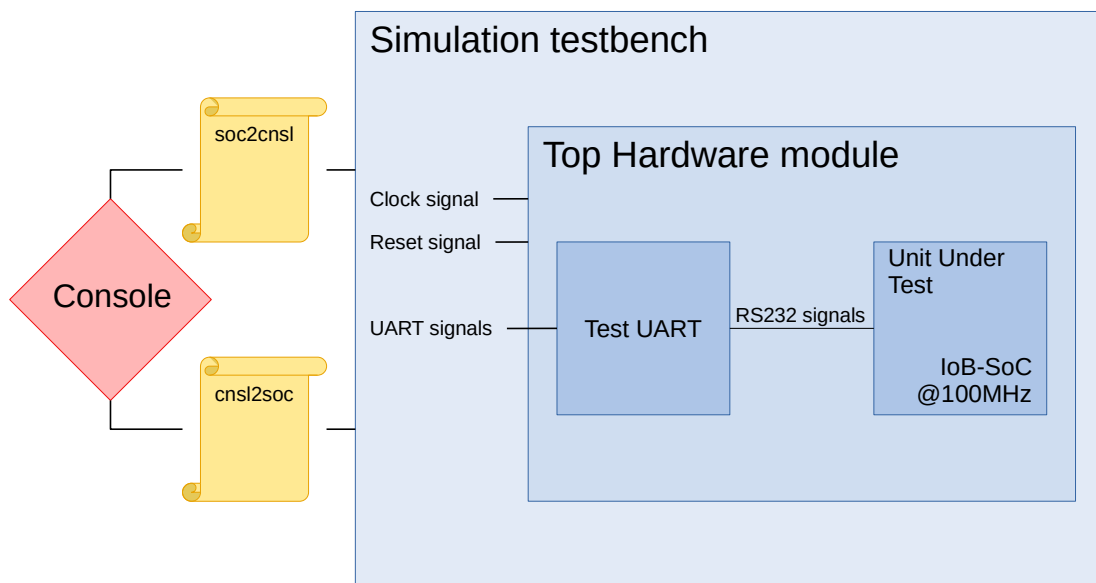 Simulation testbench
soc2cnsl
Top Hardware module
Clock signal
Reset signal
Unit Under
Test
Console
UART signals
Test UART
RS232 signals
IoB-SoC
@100MHz
cnsl2soc